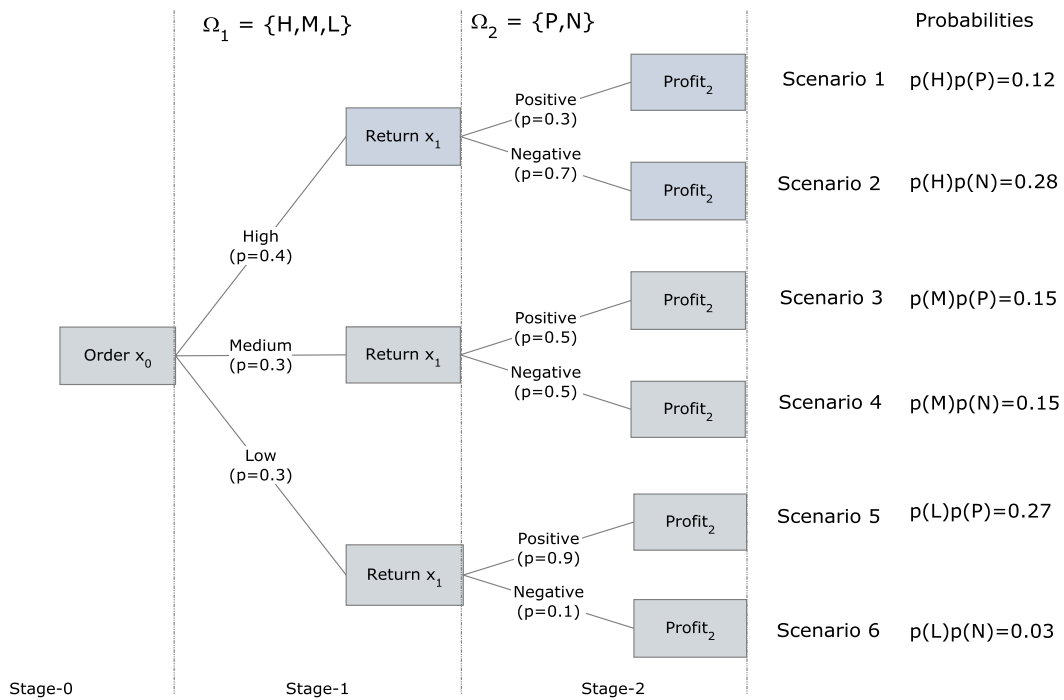 Ω1 = {H,M,L}
Ω2 = {P,N}
Probabilities
Profit2
Scenario 1
p(H)p(P)=0.12
Positive
(p=0.3)
Return x1
Negative
(p=0.7)
Profit2
Scenario 2
p(H)p(N)=0.28
High
(p=0.4)
Profit2
Scenario 3
p(M)p(P)=0.15
Positive
(p=0.5)
Order x0
Medium
(p=0.3)
Return x1
Negative
(p=0.5)
Profit2
Scenario 4
p(M)p(N)=0.15
Low
(p=0.3)
Profit2
Scenario 5
p(L)p(P)=0.27
Positive
(p=0.9)
Return x1
Negative
(p=0.1)
Profit2
Scenario 6
p(L)p(N)=0.03
Stage-0
Stage-1
Stage-2